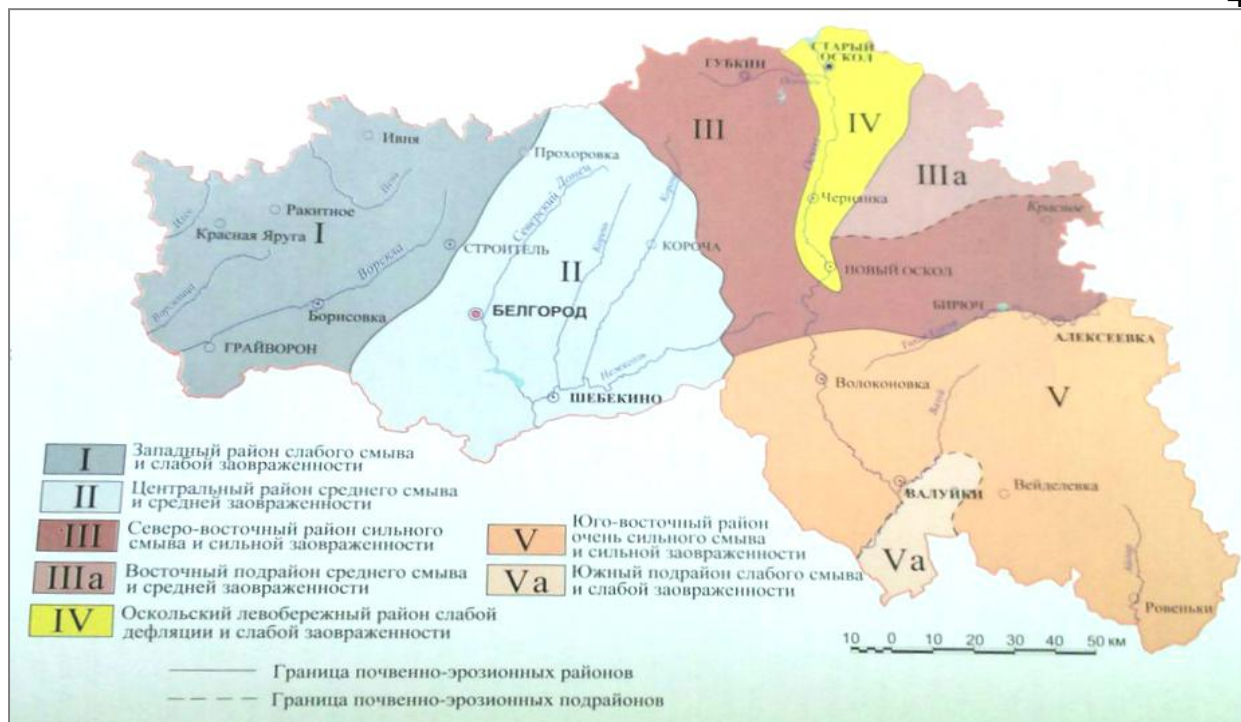 СТАРЫЙ
ОСКОЛ
ГУБКИН
III
IV
Ивня
Прохоровка
IIIа
Чернянка
Красное
Ракитное
Красная Яруга
I
Северский Донец
Ворскла
СТРОИТЕЛЬ
КОРОЧА
II
НОВЫЙ ОСКОЛ
БЕЛГОРОД
БИРЮЧ
Борисовка
АЛЕКСЕЕВКА
ГРАЙВОРОН
Волоконовка
V
ШЕБЕКИНО
ВАЛУЙКИ
Вейделевка
Vа
Ровеньки
I Западный район слабого смыва
и слабой заовраженности
II Центральный район среднего смыва
и средней заовраженности
III Северо-восточный район сильного
смыва и сильной заовраженности
IIIа Восточный подрайон среднего смыва
и средней заовраженности
IV Оскольский левобережный район слабой
дефляции и слабой заовраженности
V Юго-восточный район
очень сильного смыва
и сильной заовраженности
Vа Южный подрайон слабого смыва
и слабой заовраженности
10 0 10 20 30 40 50 км
Граница почвенно-эрозионных районов
Граница почвенно-эрозионных подрайонов